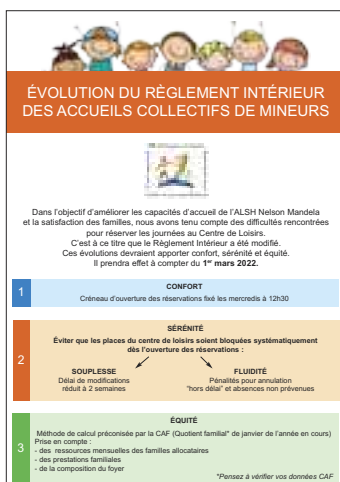 ÉVOLUTION DU RÈGLEMENT INTÉRIEUR
DES ACCUEILS COLLECTIFS DE MINEURS
Dans l'objectif d'améliorer les capacités d'accueil de l'ALSH Nelson Mandela
et la satisfaction des familles, nous avons tenu compte des difficultés rencontrées
pour réserver les journées au Centre de Loisirs.
C'est à ce titre que le Règlement Intérieur a été modifié.
Ces évolutions devraient apporter confort, sérénité et équité.
Il prendra effet à compter du 1er mars 2022.
1
CONFORT
Créneau d'ouverture des réservations fixé les mercredis à 12h30
2
SÉRÉNITÉ
Éviter que les places du centre de loisirs soient bloquées systématiquement
dès l'ouverture des réservations :
SOUPLESSE
Délai de modifications
réduit à 2 semaines
FLUIDITÉ
Pénalités pour annulation
"hors délai" et absences non prévenues
3
ÉQUITÉ
Méthode de calcul préconisée par la CAF (Quotient familial* de janvier de l'année en cours)
Prise en compte :
- des ressources mensuelles des familles allocataires
- des prestations familiales
- de la composition du foyer
*Pensez à vérifier vos données CAF